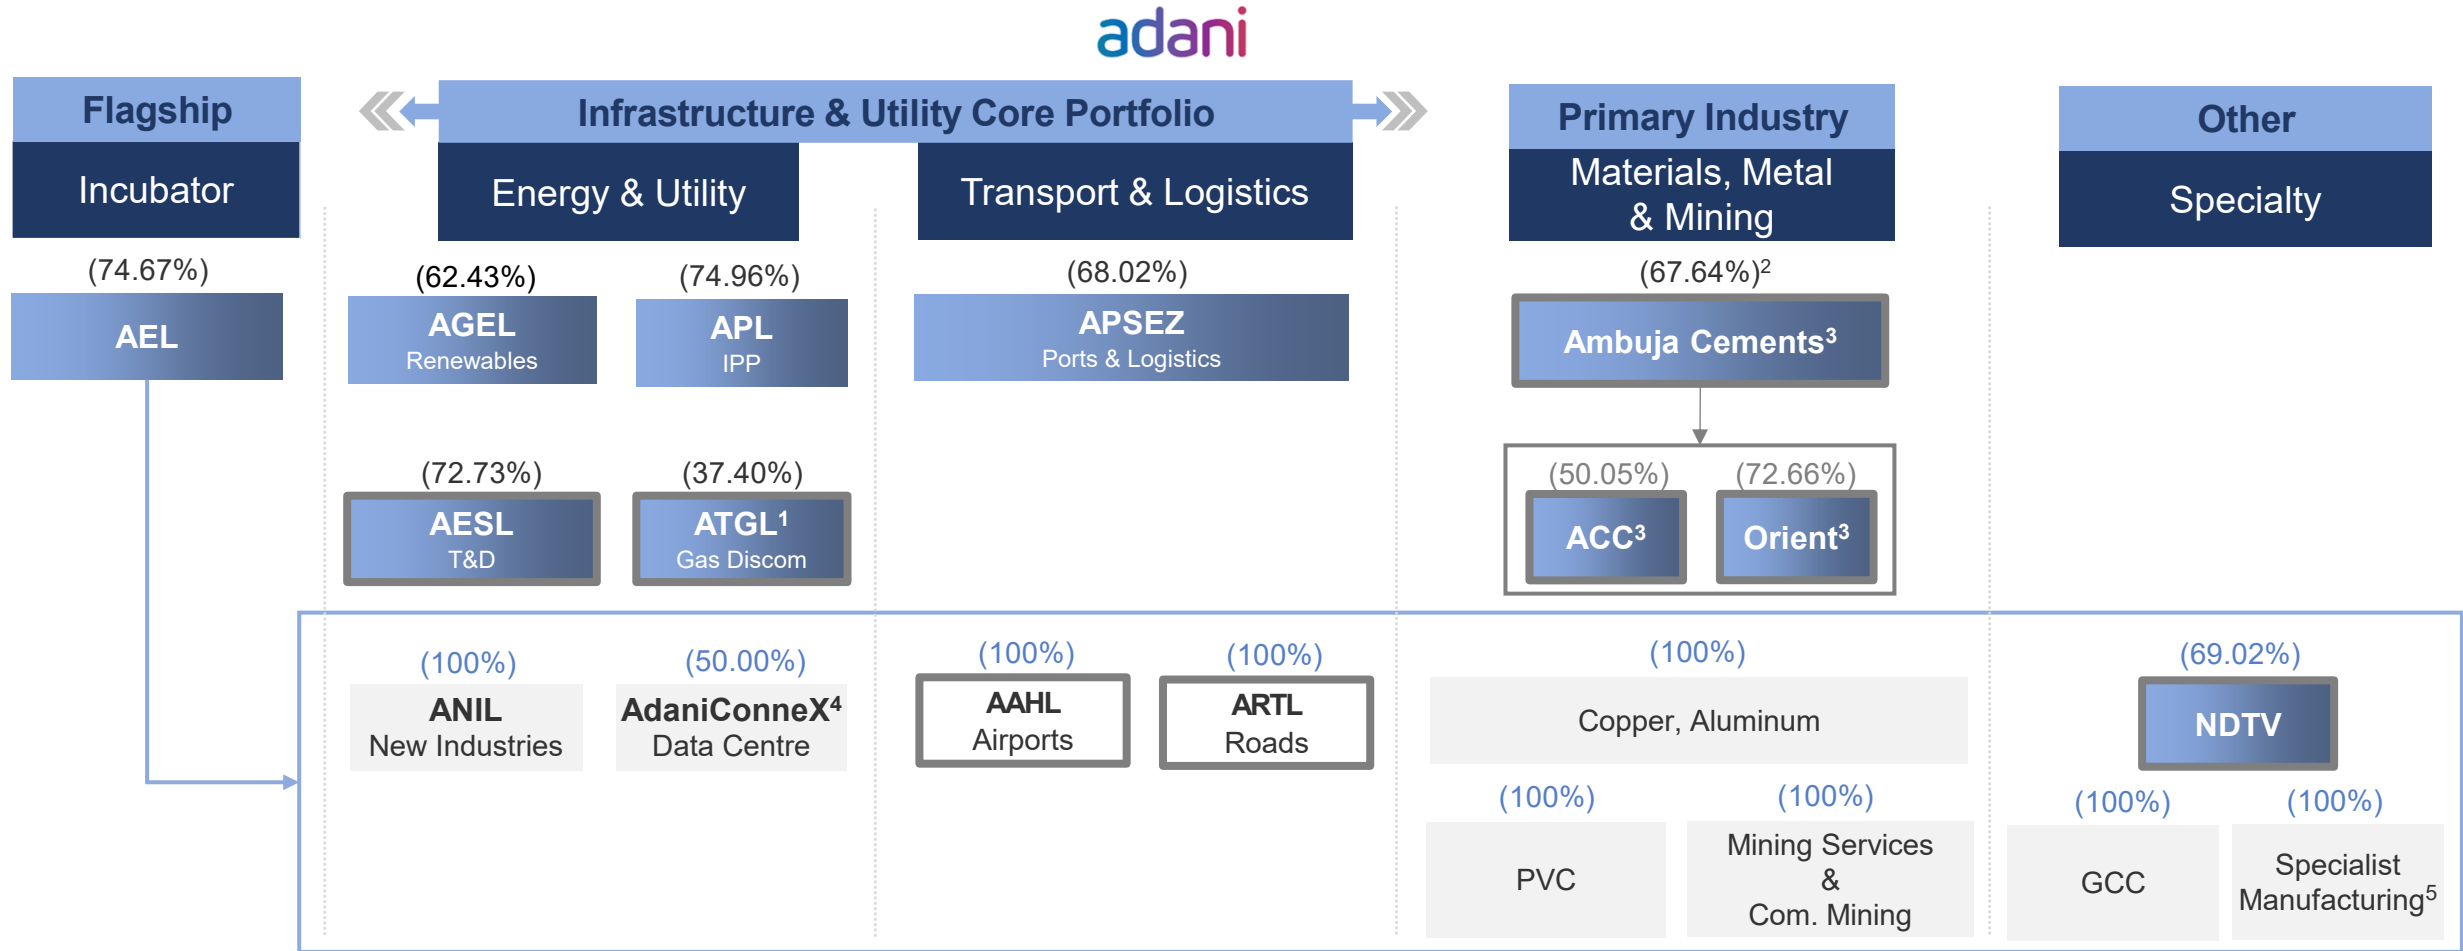 adani
Flagship
Incubator
(74.67%)
AEL
Infrastructure & Utility Core Portfolio
Energy & Utility
(62.43%)
AGEL
Renewables
(74.96%)
APL
IPP
(72.73%)
AESL
T&D
(37.40%)
ATGL¹
Gas Discom
Transport & Logistics
(68.02%)
APSEZ
Ports & Logistics
Primary Industry
Materials, Metal
& Mining
(67.64%)²
Ambuja Cements³
(50.05%)
ACC³
(72.66%)
Orient³
Other
Specialty
(100%)
ANIL
New Industries
(50.00%)
AdaniConneX⁴
Data Centre
(100%)
AAHL
Airports
(100%)
ARTL
Roads
(100%)
Copper, Aluminum
(100%)
PVC
(100%)
Mining Services
&
Com. Mining
(69.02%)
NDTV
(100%)
GCC
(100%)
Specialist
Manufacturing⁵